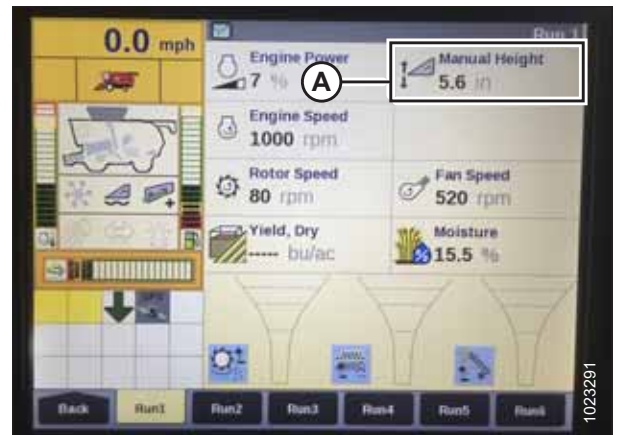 0.0 mph
Run 1
Engine Power
7 %
A
Manual Height
5.6 in
Engine Speed
1000 rpm
Rotor Speed
80 rpm
Fan Speed
520 rpm
Yield, Dry
----- bu/ac
Moisture
%
15.5 %
Back
Run1
Run2
Run3
Run4
Run5
Run6
1023291